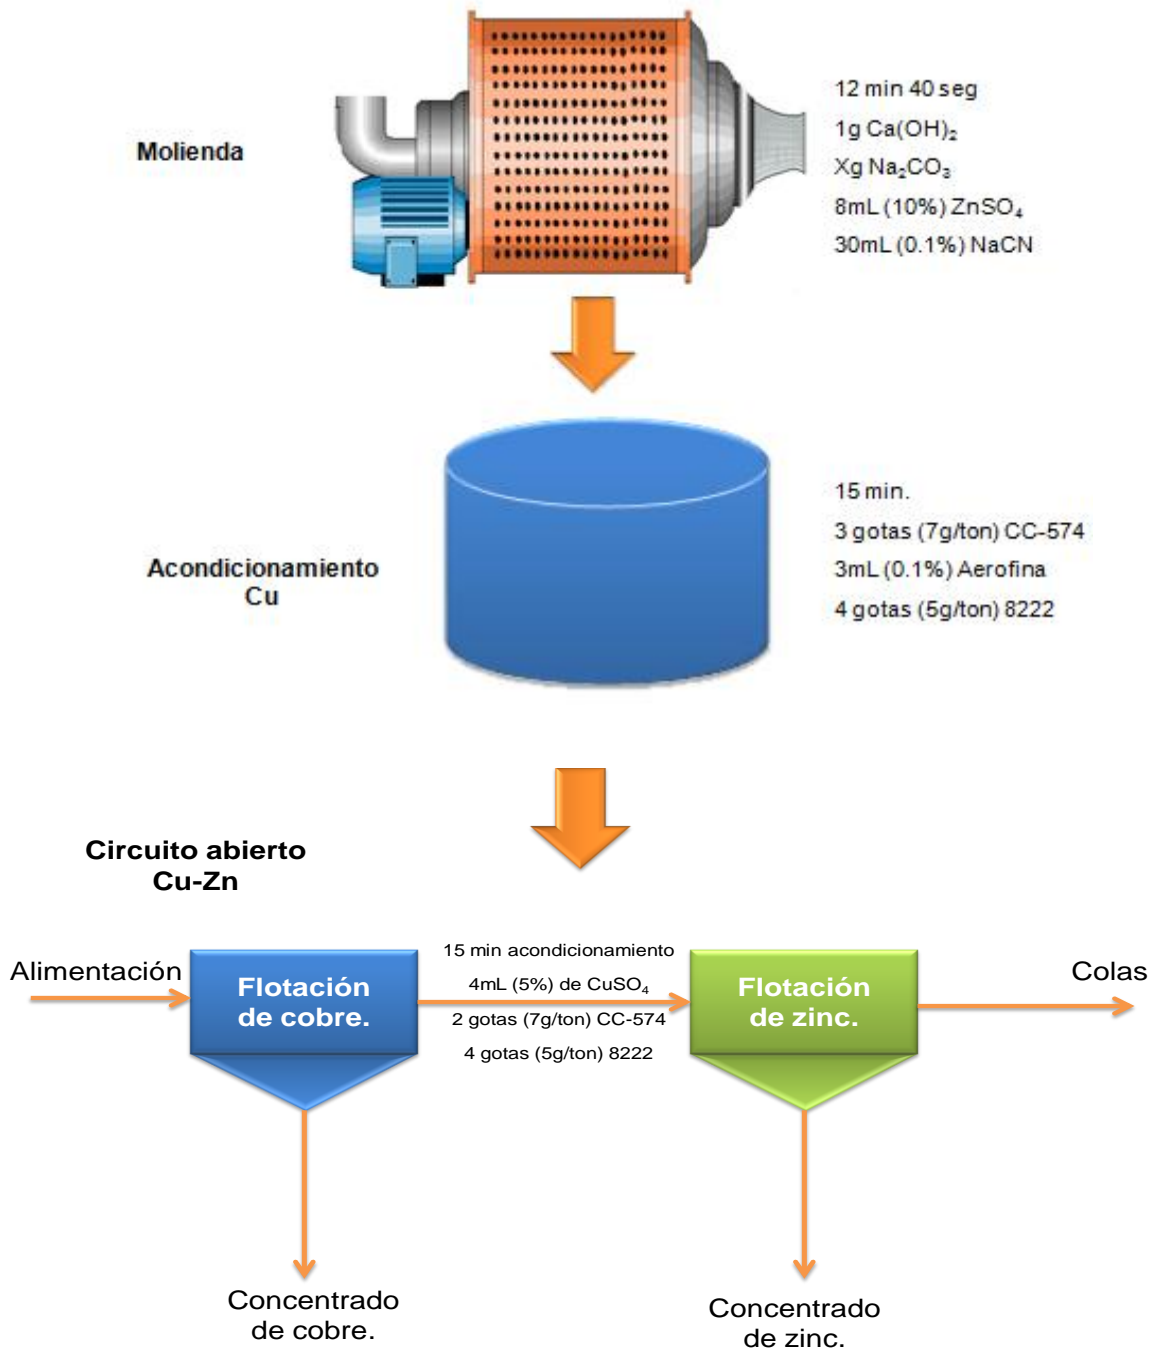 Molienda
12 min 40 seg
1g Ca(OH)₂
Xg Na₂CO₃
8mL (10%) ZnSO₄
30mL (0.1%) NaCN
Acondicionamiento
Cu
15 min.
3 gotas (7g/ton) CC-574
3mL (0.1%) Aerofina
4 gotas (5g/ton) 8222
Circuito abierto
Cu-Zn
Alimentación
Flotación
de cobre.
15 min acondicionamiento
4mL (5%) de CuSO₄
2 gotas (7g/ton) CC-574
4 gotas (5g/ton) 8222
Flotación
de zinc.
Colas
Concentrado
de cobre.
Concentrado
de zinc.